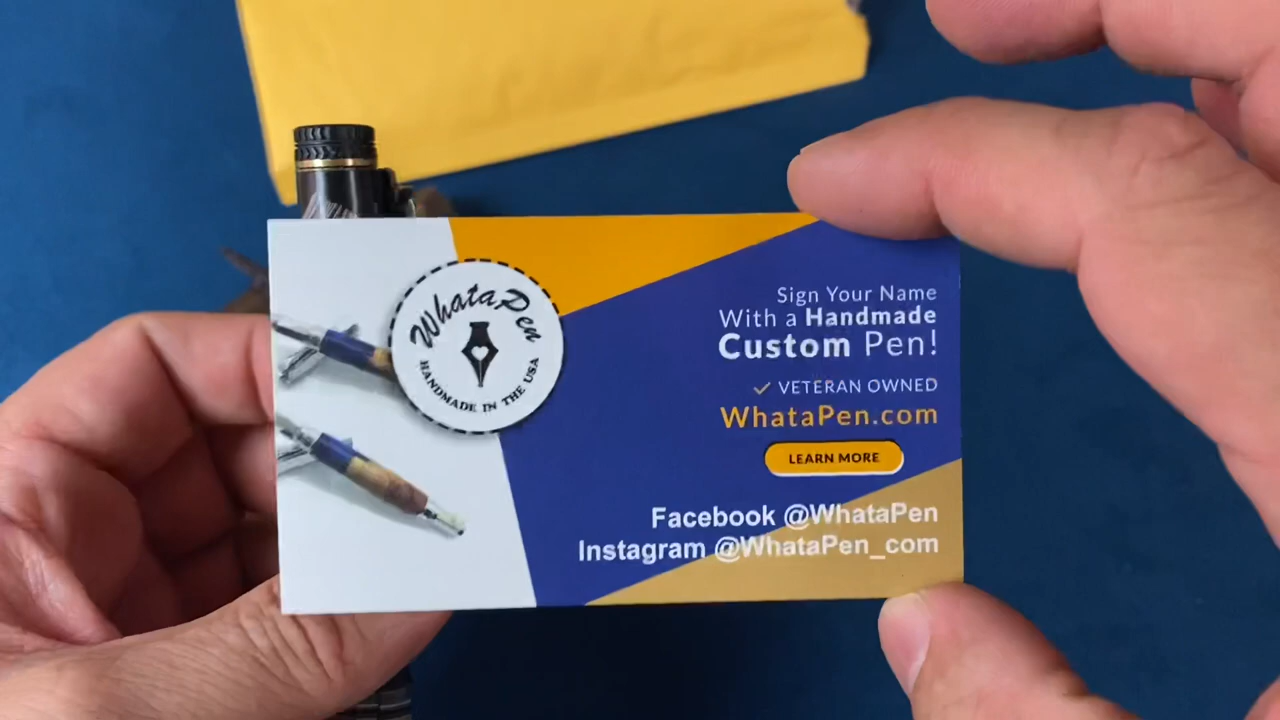 WhataPen
HANDMADE IN THE USA
Sign Your Name
With a Handmade
Custom Pen!
VETERAN OWNED
WhataPen.com
LEARN MORE
Facebook @WhataPen
Instagram @WhataPen_com